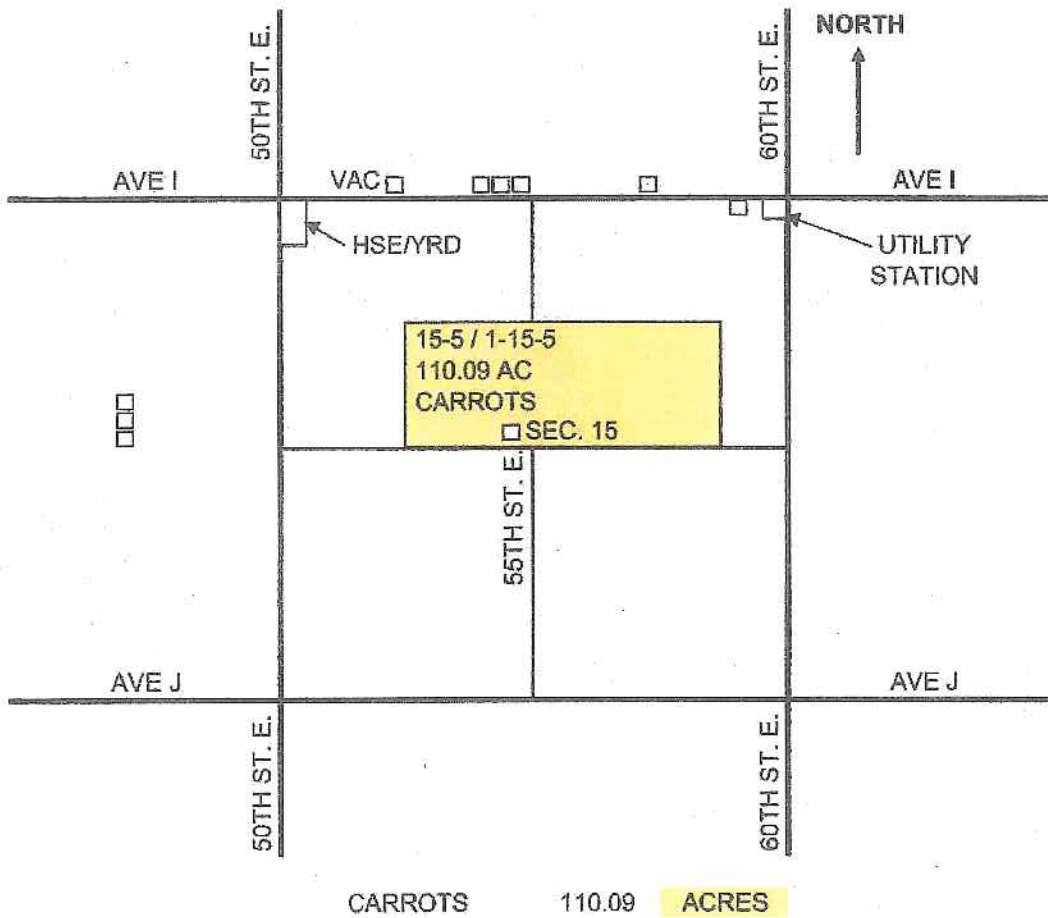 50TH ST. E.
60TH ST. E.
NORTH
AVE I
VAC
AVE I
HSE/YRD
UTILITY
STATION
15-5 / 1-15-5
110.09 AC
CARROTS
SEC. 15
55TH ST. E.
AVE J
AVE J
50TH ST. E.
60TH ST. E.
CARROTS 110.09 ACRES